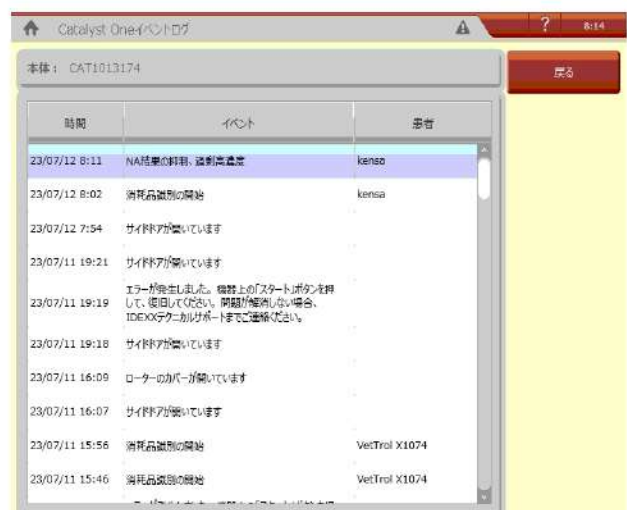 Catalyst Oneイベントログ
? 8:14
本体: CAT1013174
戻る
時間 イベント 患者
23/07/12 8:11 NA結果の抑制、過剰高濃度 kensa
23/07/12 8:02 消耗品識別の開始 kensa
23/07/12 7:54 サイドドアが開いています
23/07/11 19:21 サイドドアが開いています
エラーが発生しました。機器上の「スタート」ボタンを押
23/07/11 19:19 して、復旧してください。問題が解消しない場合、
IDEXXテクニカルサポートまでご連絡ください。
23/07/11 19:18 サイドドアが開いています
23/07/11 16:09 ローターのカバーが開いています
23/07/11 16:07 サイドドアが開いています
23/07/11 15:56 消耗品識別の開始 VetTrol X1074
23/07/11 15:46 消耗品識別の開始 VetTrol X1074